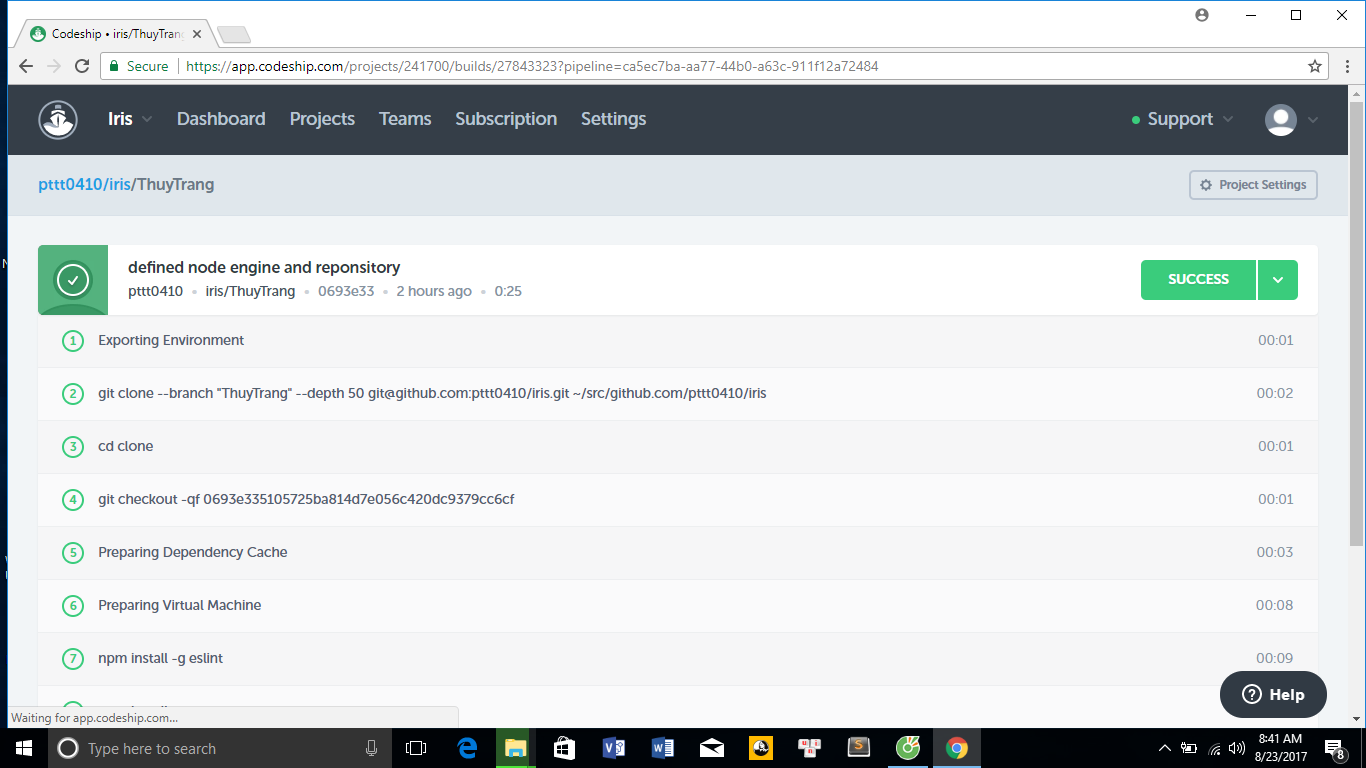 Codeship • iris/ThuyTrang
Secure
https://app.codeship.com/projects/241700/builds/27843323?pipeline=ca5ec7ba-aa77-44b0-a63c-911f12a72484
Iris Dashboard Projects Teams Subscription Settings Support
pttt0410/iris/ThuyTrang
Project Settings
defined node engine and reponsitory
pttt0410 • iris/ThuyTrang • 0693e33 • 2 hours ago • 0:25
SUCCESS
1 Exporting Environment 00:01
2 git clone --branch "ThuyTrang" --depth 50 git@github.com:pttt0410/iris.git ~/src/github.com/pttt0410/iris 00:02
3 cd clone 00:01
4 git checkout -qf 0693e335105725ba814d7e056c420dc9379cc6cf 00:01
5 Preparing Dependency Cache 00:03
6 Preparing Virtual Machine 00:08
7 npm install -g eslint 00:09
Help
Waiting for app.codeship.com...
Type here to search
8:41 AM
8/23/2017
8